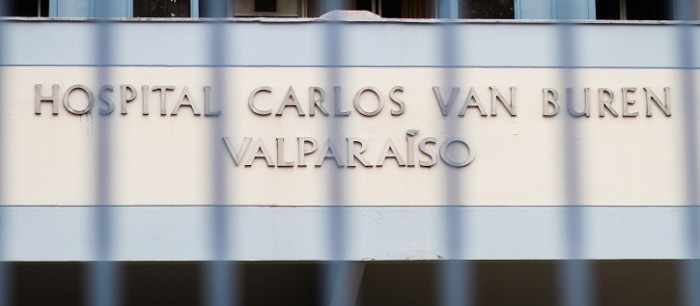 HOSPITAL CARLOS VAN BUREN
VALPARAÍSO